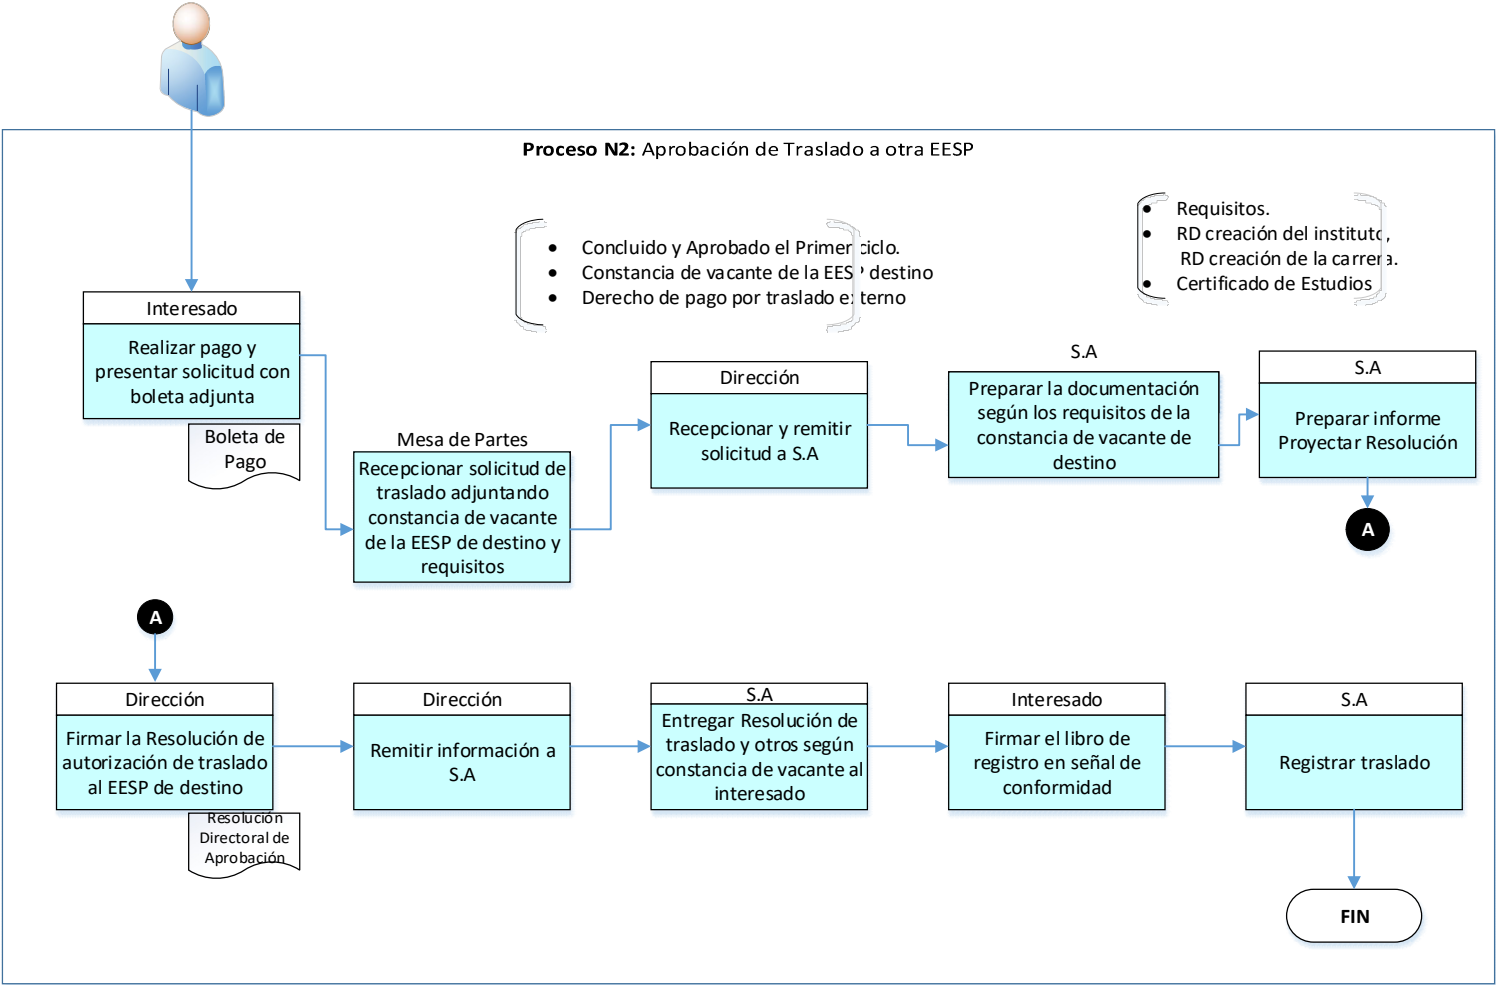 Proceso N2: Aprobación de Traslado a otra EESP
• Concluido y Aprobado el Primer ciclo.
• Constancia de vacante de la EESP destino
• Derecho de pago por traslado externo
• Requisitos.
• RD creación del instituto,
RD creación de la carrera.
• Certificado de Estudios
Interesado
Realizar pago y
presentar solicitud con
boleta adjunta
Boleta de
Pago
Mesa de Partes
Recepcionar solicitud de
traslado adjuntando
constancia de vacante
de la EESP de destino y
requisitos
Dirección
Recepcionar y remitir
solicitud a S.A
S.A
Preparar la documentación
según los requisitos de la
constancia de vacante de
destino
S.A
Preparar informe
Proyectar Resolución
A
A
Dirección
Firmar la Resolución de
autorización de traslado
al EESP de destino
Resolución
Directoral de
Aprobación
Dirección
Remitir información a
S.A
S.A
Entregar Resolución de
traslado y otros según
constancia de vacante al
interesado
Interesado
Firmar el libro de
registro en señal de
conformidad
S.A
Registrar traslado
FIN